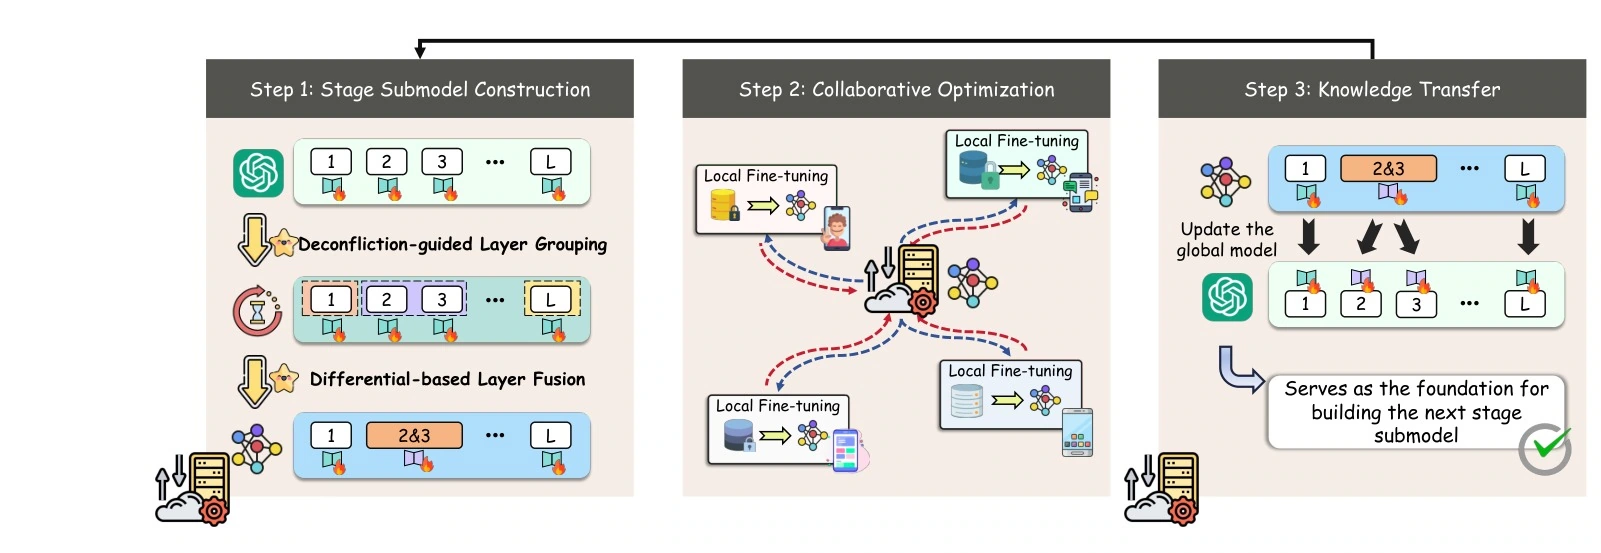 Step 1: Stage Submodel Construction
1 2 3 ... L
Deconfliction-guided Layer Grouping
1 2 3 ... L
Differential-based Layer Fusion
1 2&3 ... L
Step 2: Collaborative Optimization
Local Fine-tuning
Local Fine-tuning
Local Fine-tuning
Local Fine-tuning
Step 3: Knowledge Transfer
1 2&3 ... L
Update the
global model
1 2 3 ... L
Serves as the foundation for
building the next stage
submodel